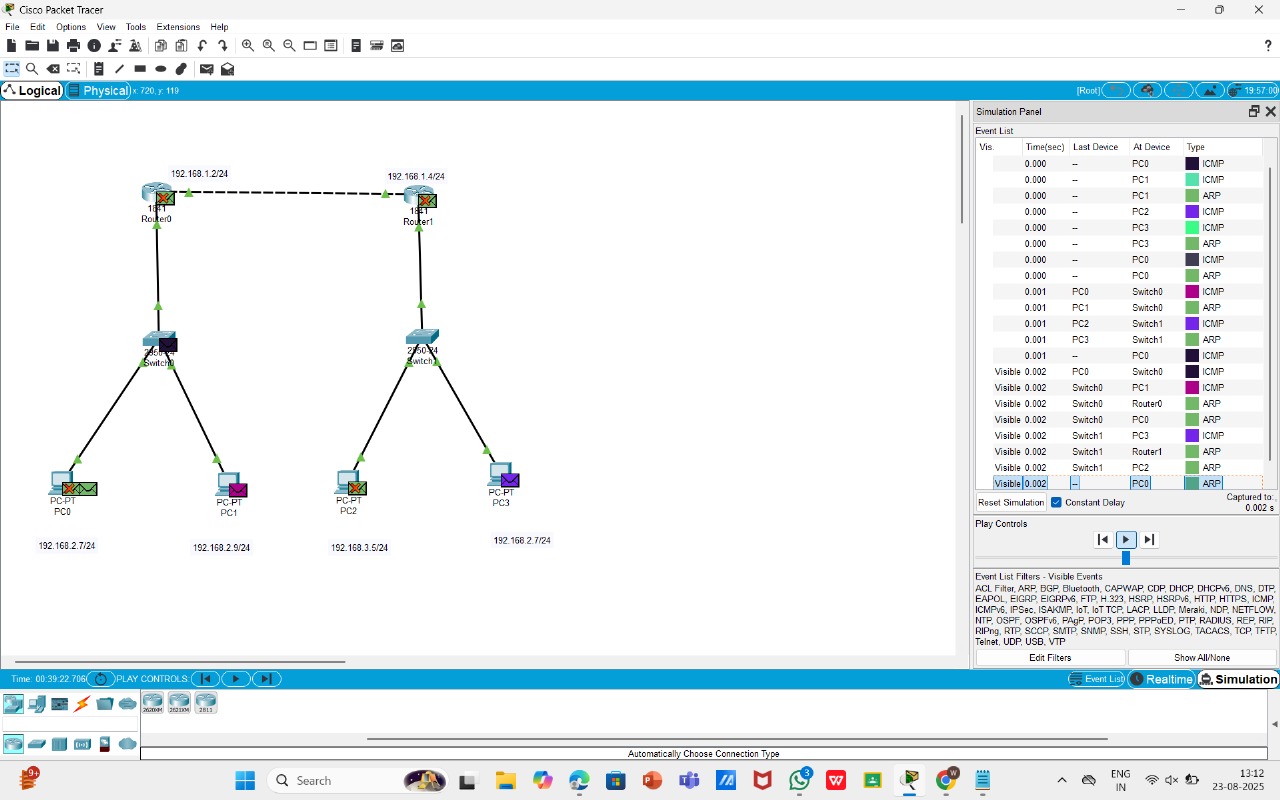 Cisco Packet Tracer
File Edit Options View Tools Extensions Help
?
Logical Physical x: 720, y: 119 [Root] 19:57:00
192.168.1.2/24
192.168.1.4/24
1841
Router0
1841
Router1
2950-24
Switch0
2950-24
Switch1
PC-PT
PC0
PC-PT
PC1
PC-PT
PC2
PC-PT
PC3
192.168.2.7/24
192.168.2.9/24
192.168.3.5/24
192.168.2.7/24
Simulation Panel
Event List
Vis. Time(sec) Last Device At Device Type
0.000 -- PC0 ICMP
0.000 -- PC1 ICMP
0.000 -- PC1 ARP
0.000 -- PC2 ICMP
0.000 -- PC3 ICMP
0.000 -- PC3 ARP
0.000 -- PC0 ICMP
0.000 -- PC0 ARP
0.001 PC0 Switch0 ICMP
0.001 PC1 Switch0 ARP
0.001 PC2 Switch1 ICMP
0.001 PC3 Switch1 ARP
0.001 -- PC0 ICMP
Visible 0.002 PC0 Switch0 ICMP
Visible 0.002 Switch0 PC1 ICMP
Visible 0.002 Switch0 Router0 ARP
Visible 0.002 Switch0 PC0 ARP
Visible 0.002 Switch1 PC3 ICMP
Visible 0.002 Switch1 Router1 ARP
Visible 0.002 Switch1 PC2 ARP
Visible 0.002 -- PC0 ARP
Reset Simulation Constant Delay Captured to:
0.002 s
Play Controls
Event List Filters - Visible Events
ACL Filter, ARP, BGP, Bluetooth, CAPWAP, CDP, DHCP, DHCPv6, DNS, DTP,
EAPOL, EIGRP, EIGRPv6, FTP, H.323, HSRP, HSRPv6, HTTP, HTTPS, ICMP,
ICMPv6, IPSec, ISAKMP, IoT, IoT TCP, LACP, LLDP, Meraki, NDP, NETFLOW,
NTP, OSPF, OSPFv6, PAgP, POP3, PPP, PPPoED, PTP, RADIUS, REP, RIP,
RIPng, RTP, SCCP, SMTP, SNMP, SSH, STP, SYSLOG, TACACS, TCP, TFTP,
Telnet, UDP, USB, VTP
Edit Filters Show All/None
Time: 00:39:22.706 PLAY CONTROLS: Event List Realtime Simulation
2620XM 2621XM 2811
Automatically Choose Connection Type
9+ Search 3 W ENG
IN
13:12
23-08-2025